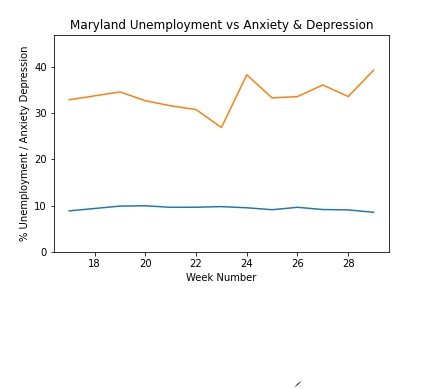 Maryland Unemployment vs Anxiety & Depression
% Unemployment / Anxiety Depression
40
30
20
10
0
18 20 22 24 26 28
Week Number